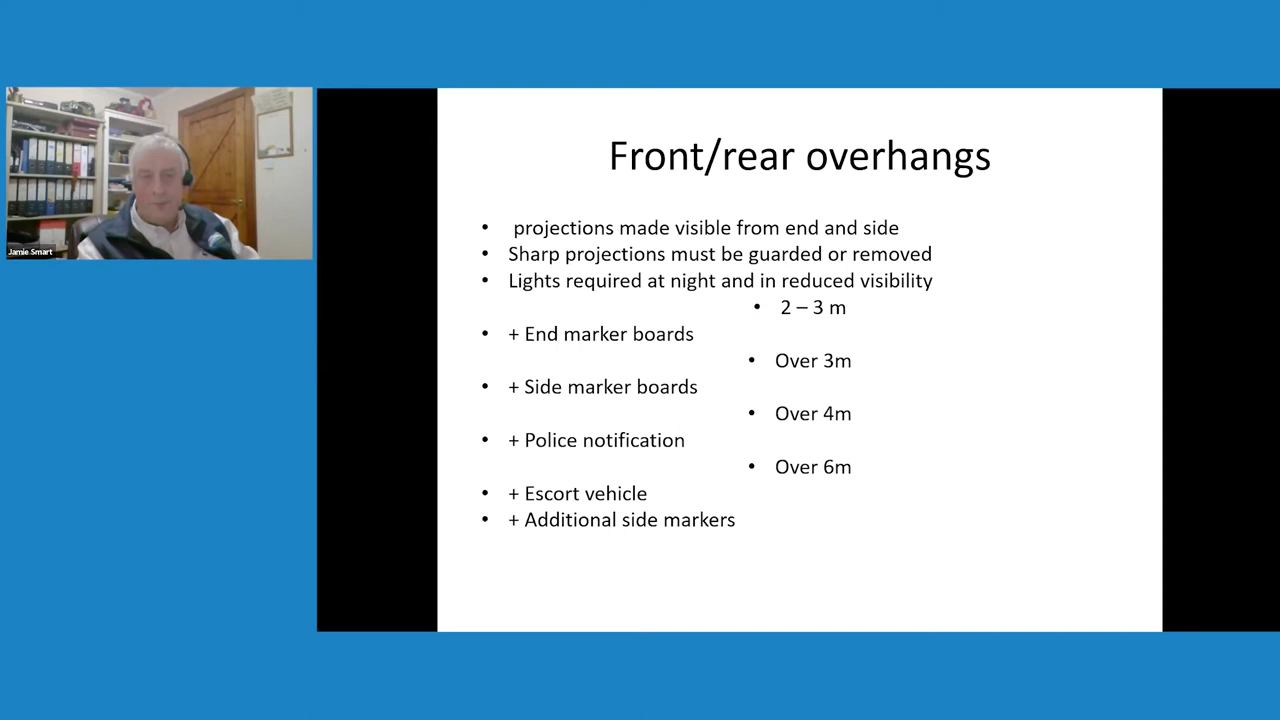 Jamie Smart
Front/rear overhangs
• projections made visible from end and side
• Sharp projections must be guarded or removed
• Lights required at night and in reduced visibility
• 2 – 3 m
• + End marker boards
• Over 3m
• + Side marker boards
• Over 4m
• + Police notification
• Over 6m
• + Escort vehicle
• + Additional side markers